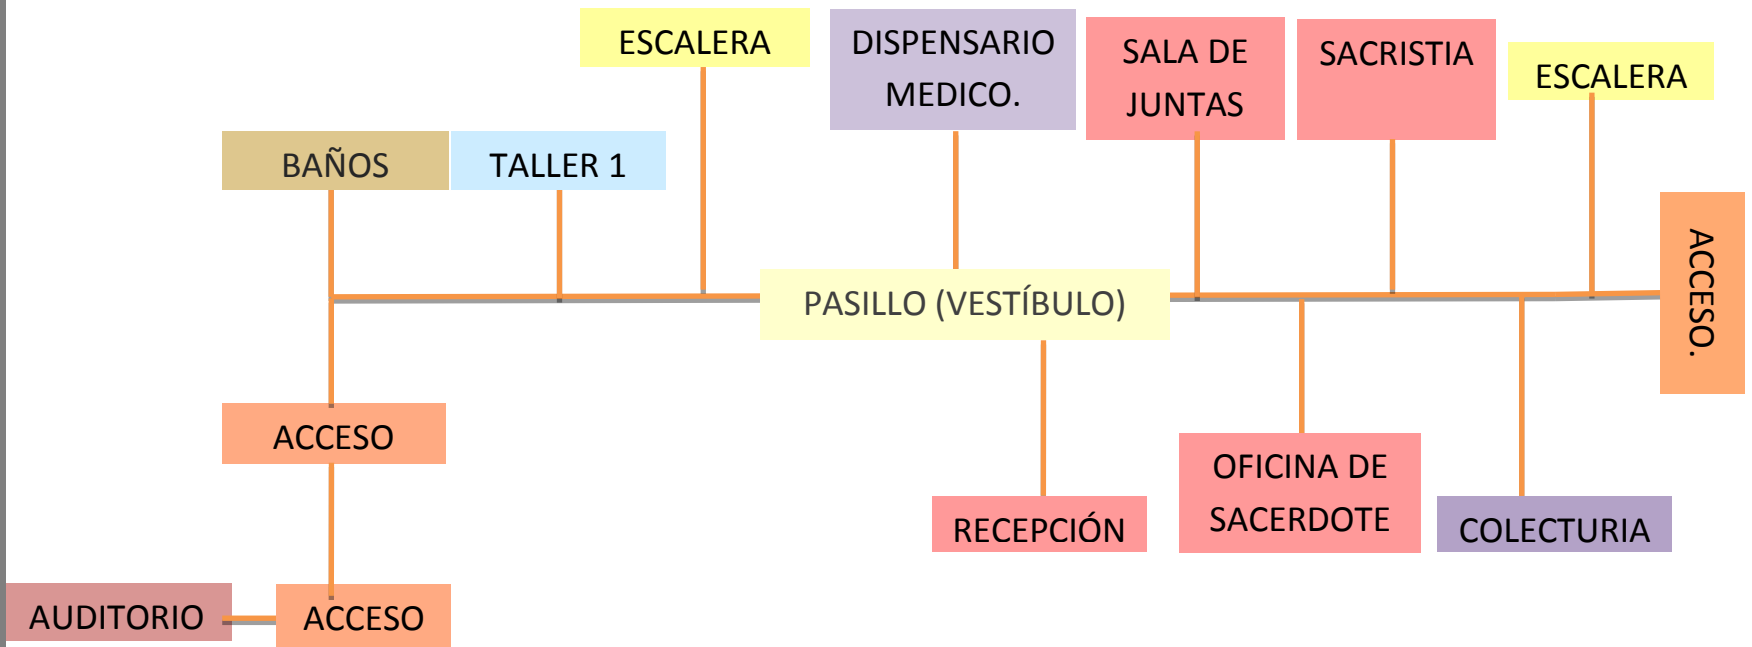 ESCALERA
DISPENSARIO
MEDICO.
SALA DE
JUNTAS
SACRISTIA
ESCALERA
BAÑOS
TALLER 1
ACCESO.
PASILLO (VESTÍBULO)
ACCESO
OFICINA DE
SACERDOTE
RECEPCIÓN
COLECTURIA
AUDITORIO
ACCESO